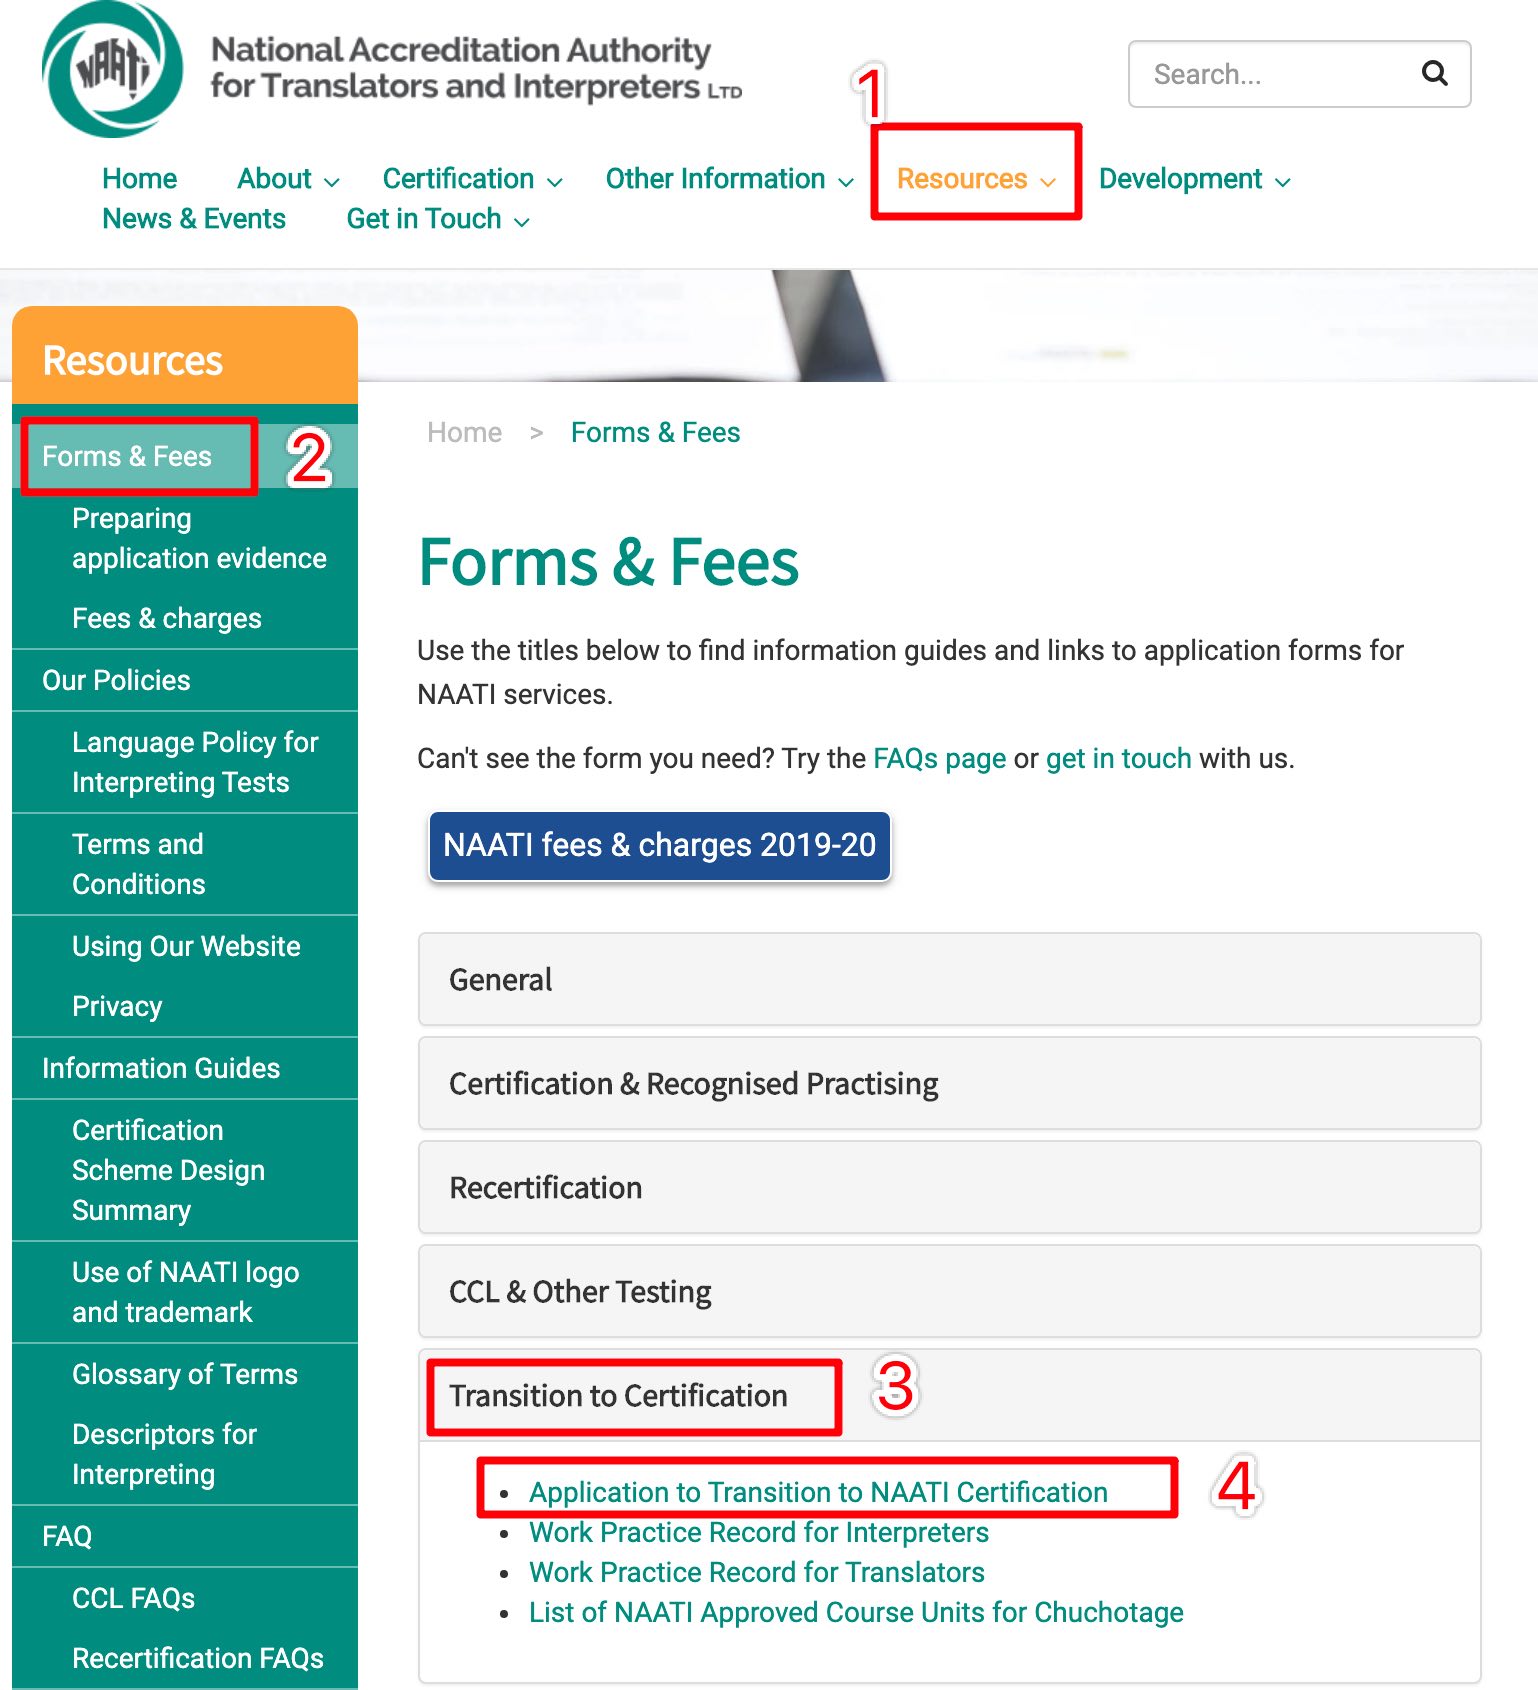 NAATI
National Accreditation Authority
for Translators and Interpreters LTD
Search...
1
Home About Certification Other Information Resources Development
News & Events Get in Touch
Resources
Forms & Fees 2
Preparing
application evidence
Fees & charges
Our Policies
Language Policy for
Interpreting Tests
Terms and
Conditions
Using Our Website
Privacy
Information Guides
Certification
Scheme Design
Summary
Use of NAATI logo
and trademark
Glossary of Terms
Descriptors for
Interpreting
FAQ
CCL FAQs
Recertification FAQs
Home > Forms & Fees
Forms & Fees
Use the titles below to find information guides and links to application forms for
NAATI services.
Can't see the form you need? Try the FAQs page or get in touch with us.
NAATI fees & charges 2019-20
General
Certification & Recognised Practising
Recertification
CCL & Other Testing
Transition to Certification 3
• Application to Transition to NAATI Certification 4
• Work Practice Record for Interpreters
• Work Practice Record for Translators
• List of NAATI Approved Course Units for Chuchotage